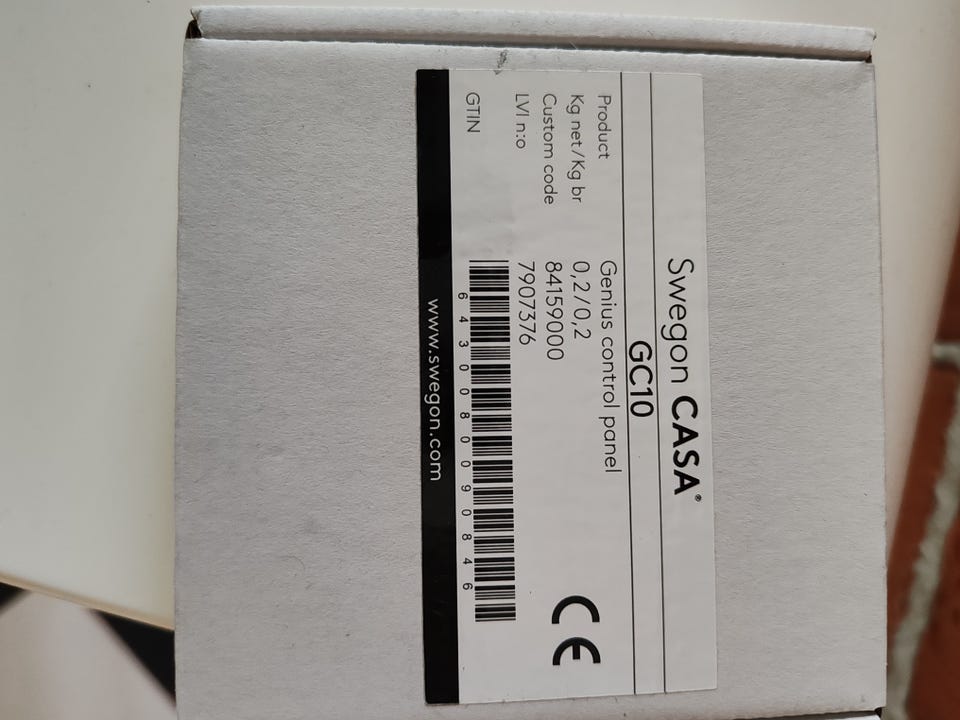 Swegon CASA®
GC10
Product Genius control panel
Kg net/Kg br 0,2/0,2
Custom code 84159000
LVI n:o 7907376
GTIN
6 4 3 0 0 8 0 0 9 0 8 4 6
CE
www.swegon.com